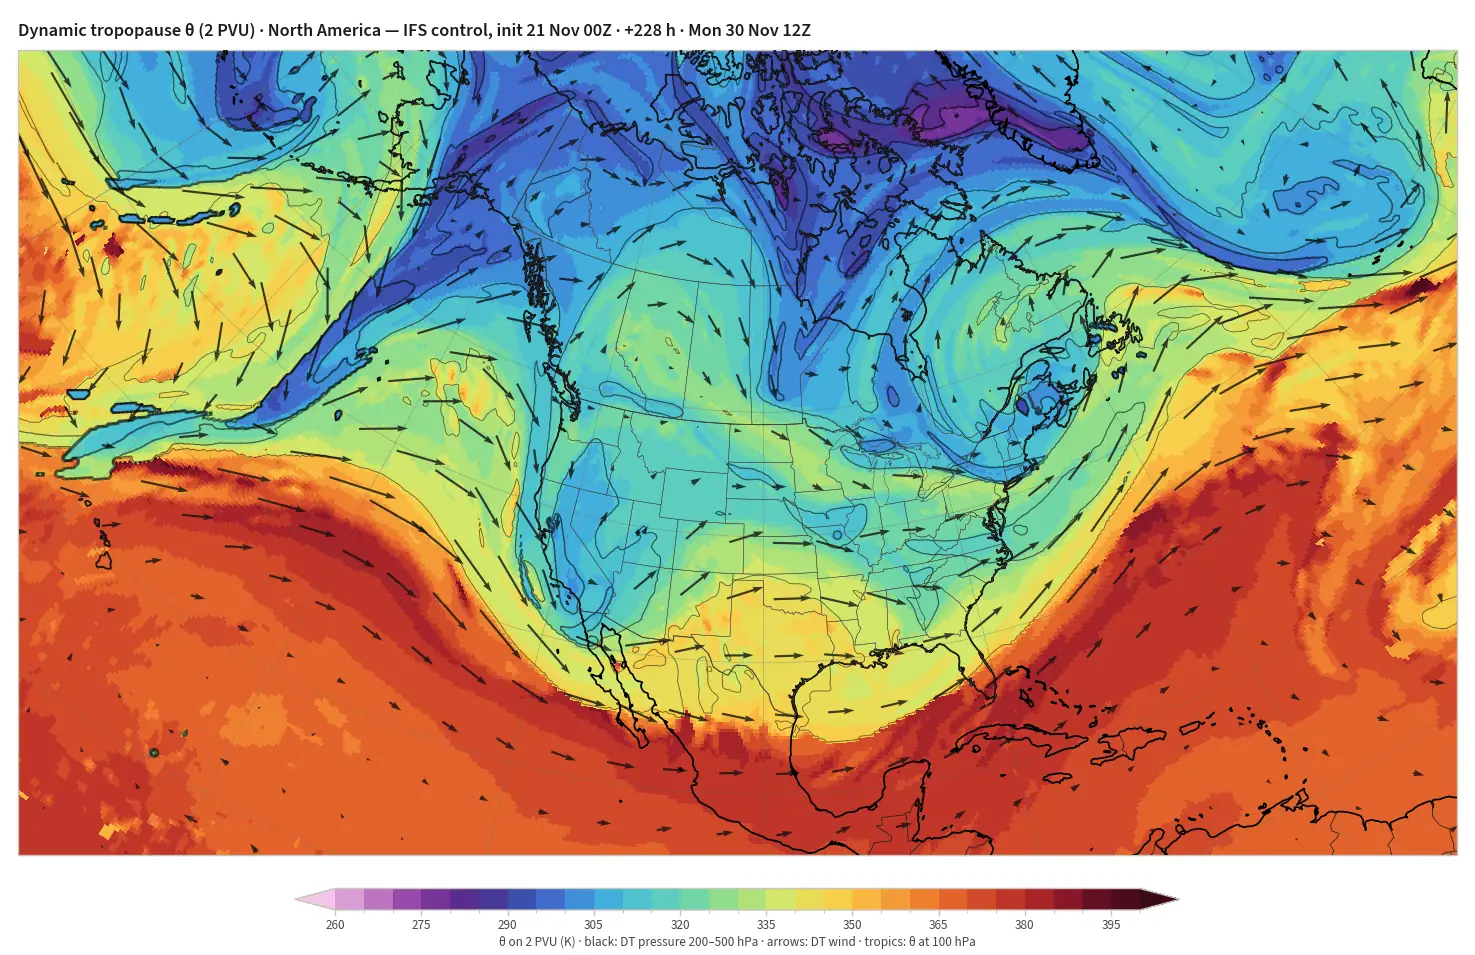 Dynamic tropopause θ (2 PVU) · North America — IFS control, init 21 Nov 00Z · +228 h · Mon 30 Nov 12Z
260 275 290 305 320 335 350 365 380 395
θ on 2 PVU (K) · black: DT pressure 200–500 hPa · arrows: DT wind · tropics: θ at 100 hPa